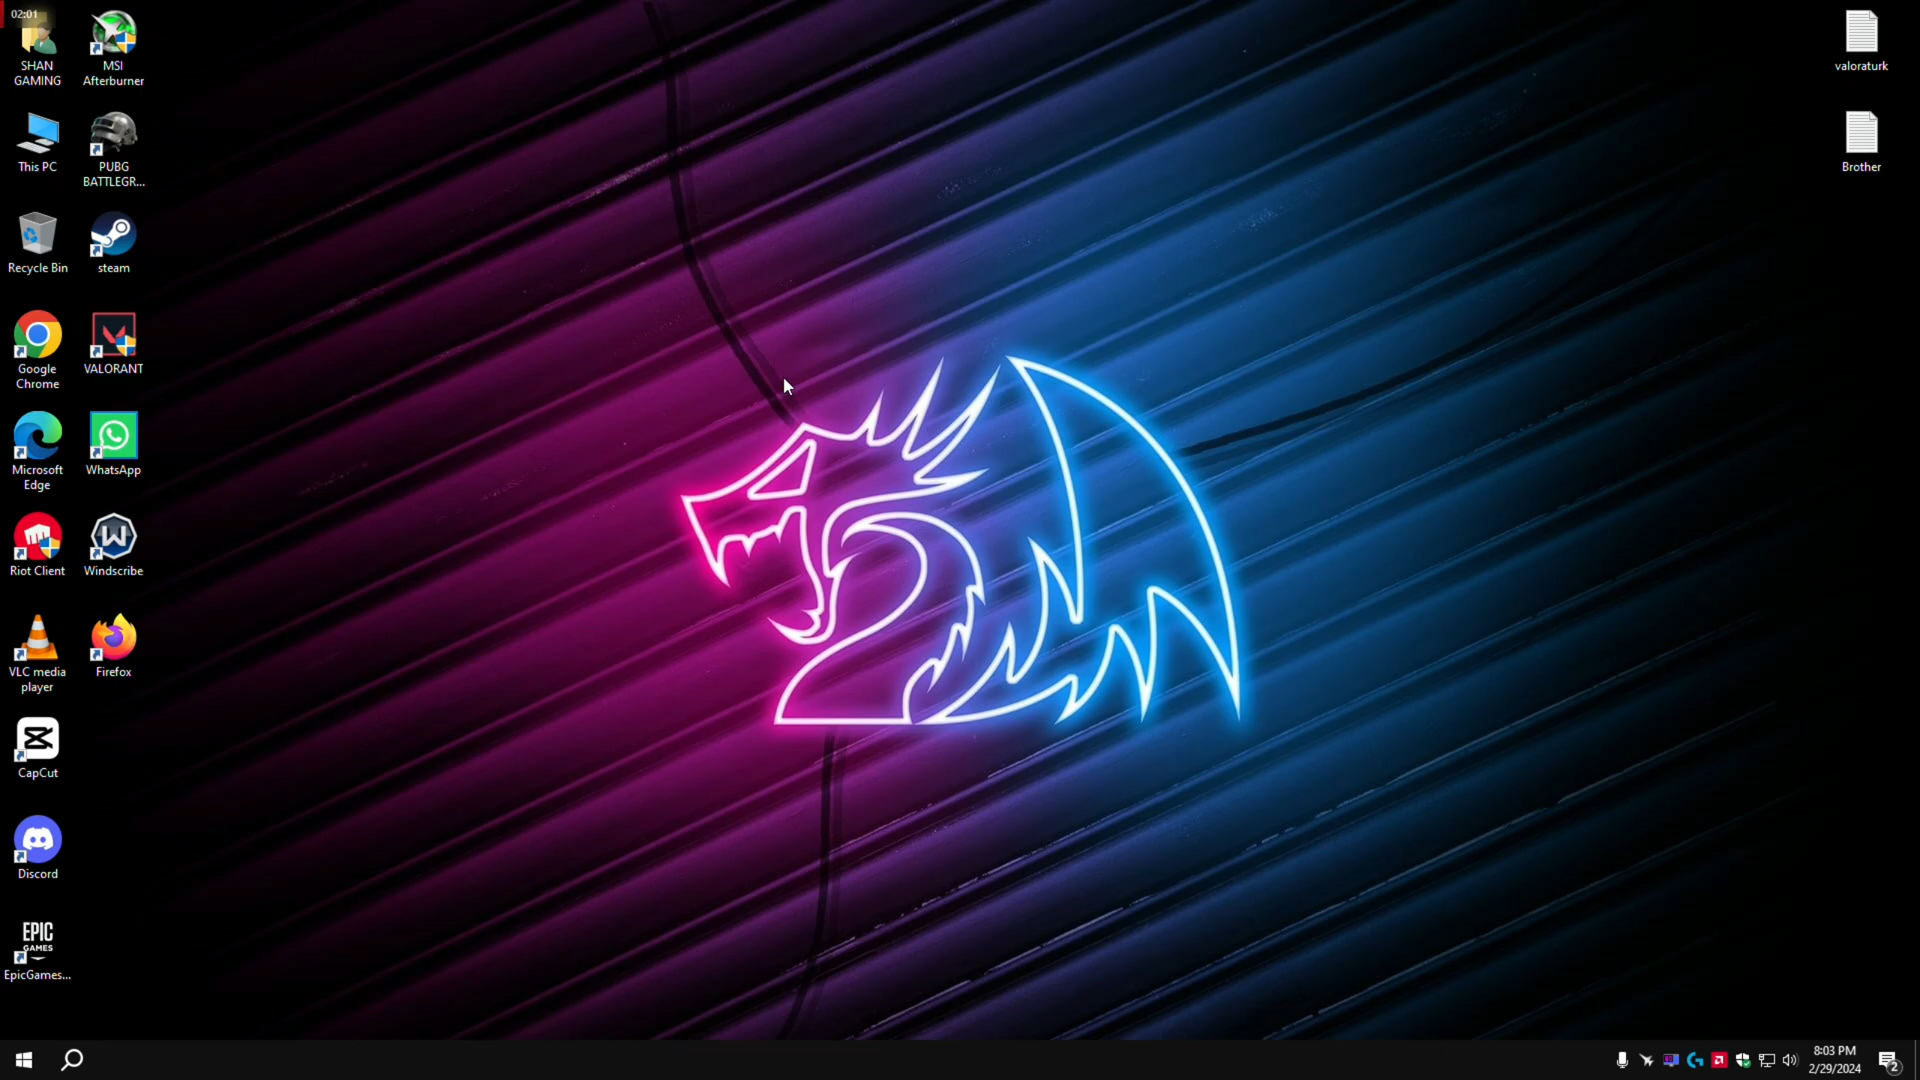 02:01
SHAN
GAMING
MSI
Afterburner
This PC
PUBG
BATTLEGR...
Recycle Bin
steam
Google
Chrome
VALORANT
Microsoft
Edge
WhatsApp
Riot Client
Windscribe
VLC media
player
Firefox
CapCut
Discord
EPIC
GAMES
EpicGames...
valoraturk
Brother
8:03 PM
2/29/2024
2